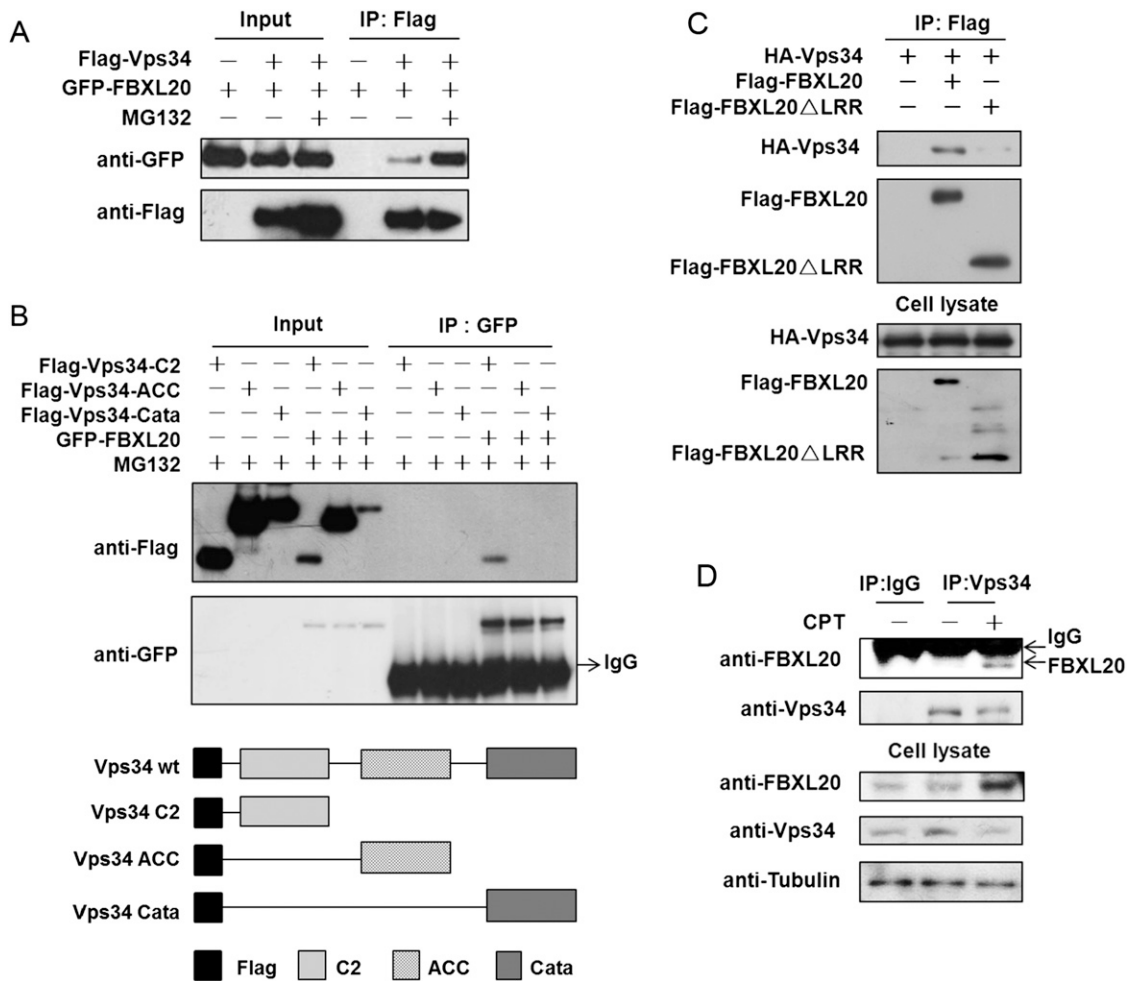 A
Input IP: Flag
Flag-Vps34 — + + — + +
GFP-FBXL20 + + + + + +
MG132 — — + — — +
anti-GFP
anti-Flag
B
Input IP : GFP
Flag-Vps34-C2 + — — + — — + — — + — —
Flag-Vps34-ACC — + — — + — — + — — + —
Flag-Vps34-Cata — — + — — + — — + — — +
GFP-FBXL20 — — — + + + — — — + + +
MG132 + + + + + + + + + + + +
anti-Flag
anti-GFP
IgG
Vps34 wt
Vps34 C2
Vps34 ACC
Vps34 Cata
Flag C2 ACC Cata
C
IP: Flag
HA-Vps34 + + +
Flag-FBXL20 — + —
Flag-FBXL20△LRR — — +
HA-Vps34
Flag-FBXL20
Flag-FBXL20△LRR
Cell lysate
HA-Vps34
Flag-FBXL20
Flag-FBXL20△LRR
D
IP:IgG IP:Vps34
CPT — — +
anti-FBXL20
IgG
FBXL20
anti-Vps34
Cell lysate
anti-FBXL20
anti-Vps34
anti-Tubulin